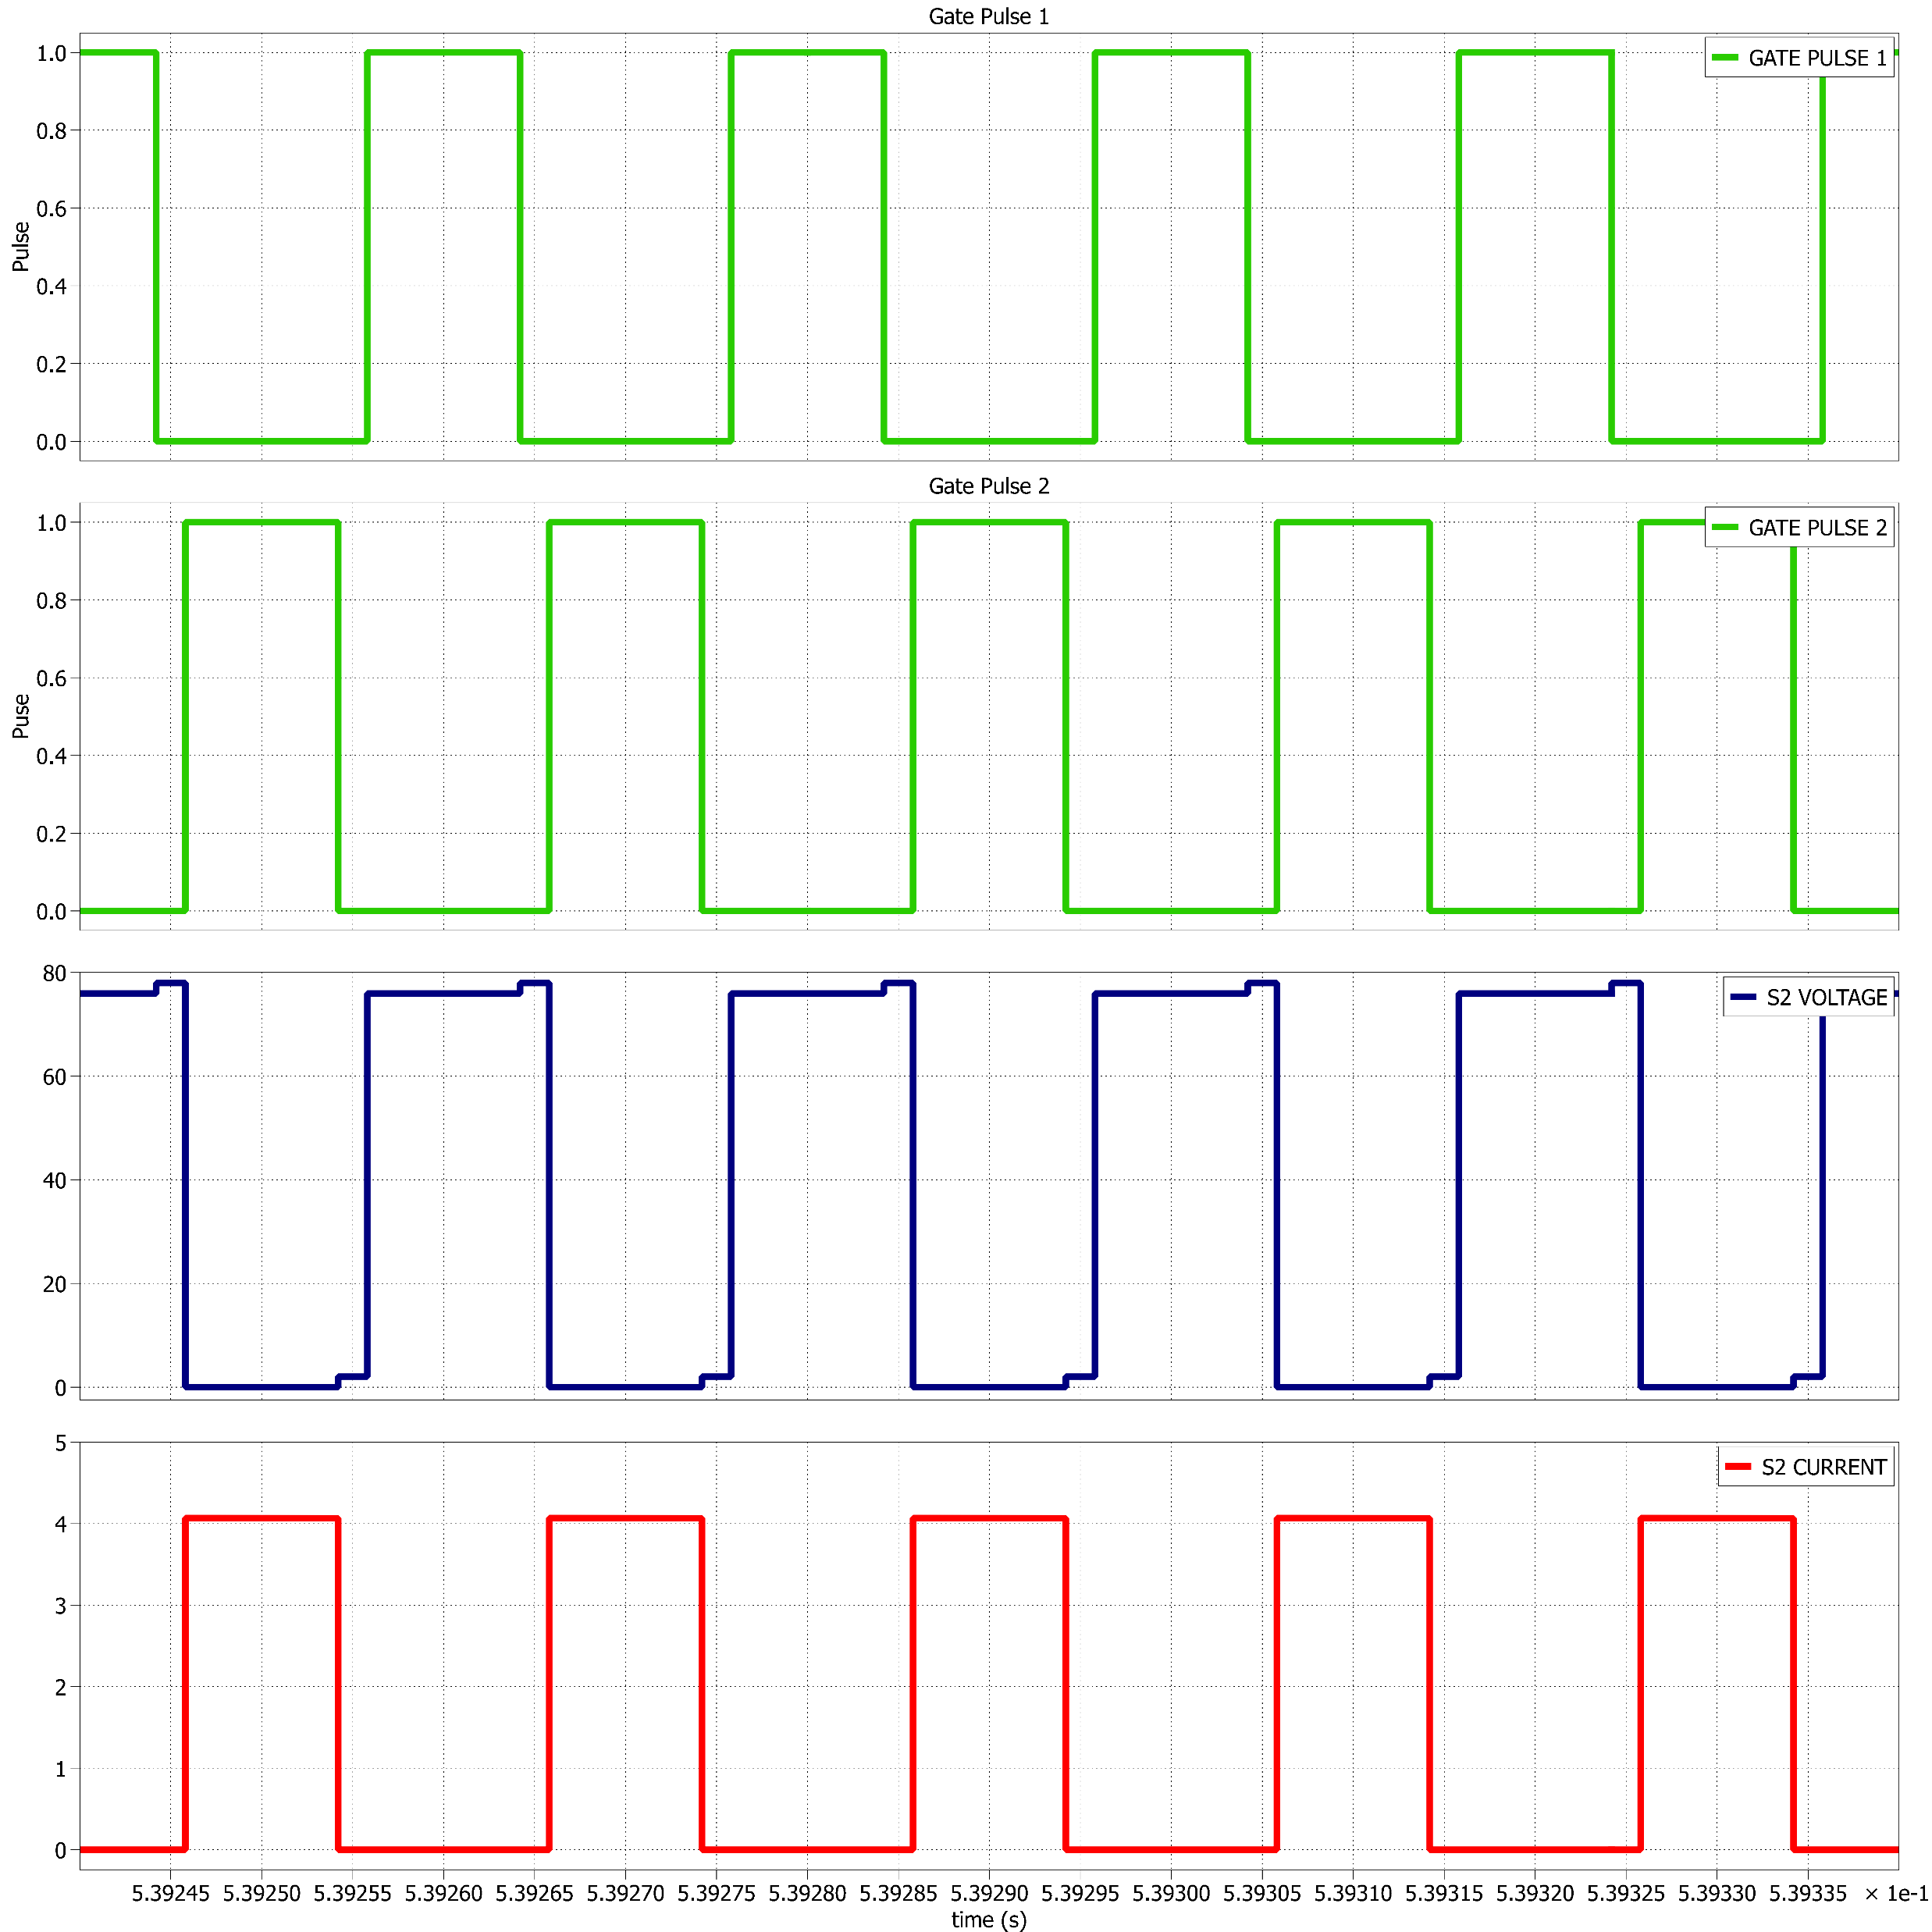 Gate Pulse 1
1.0
0.8
0.6
0.4
0.2
0.0
Pulse
GATE PULSE 1
Gate Pulse 2
1.0
0.8
0.6
0.4
0.2
0.0
Puse
GATE PULSE 2
80
60
40
20
0
S2 VOLTAGE
5
4
3
2
1
0
S2 CURRENT
5.39245 5.39250 5.39255 5.39260 5.39265 5.39270 5.39275 5.39280 5.39285 5.39290 5.39295 5.39300 5.39305 5.39310 5.39315 5.39320 5.39325 5.39330 5.39335 × 1e-1
time (s)